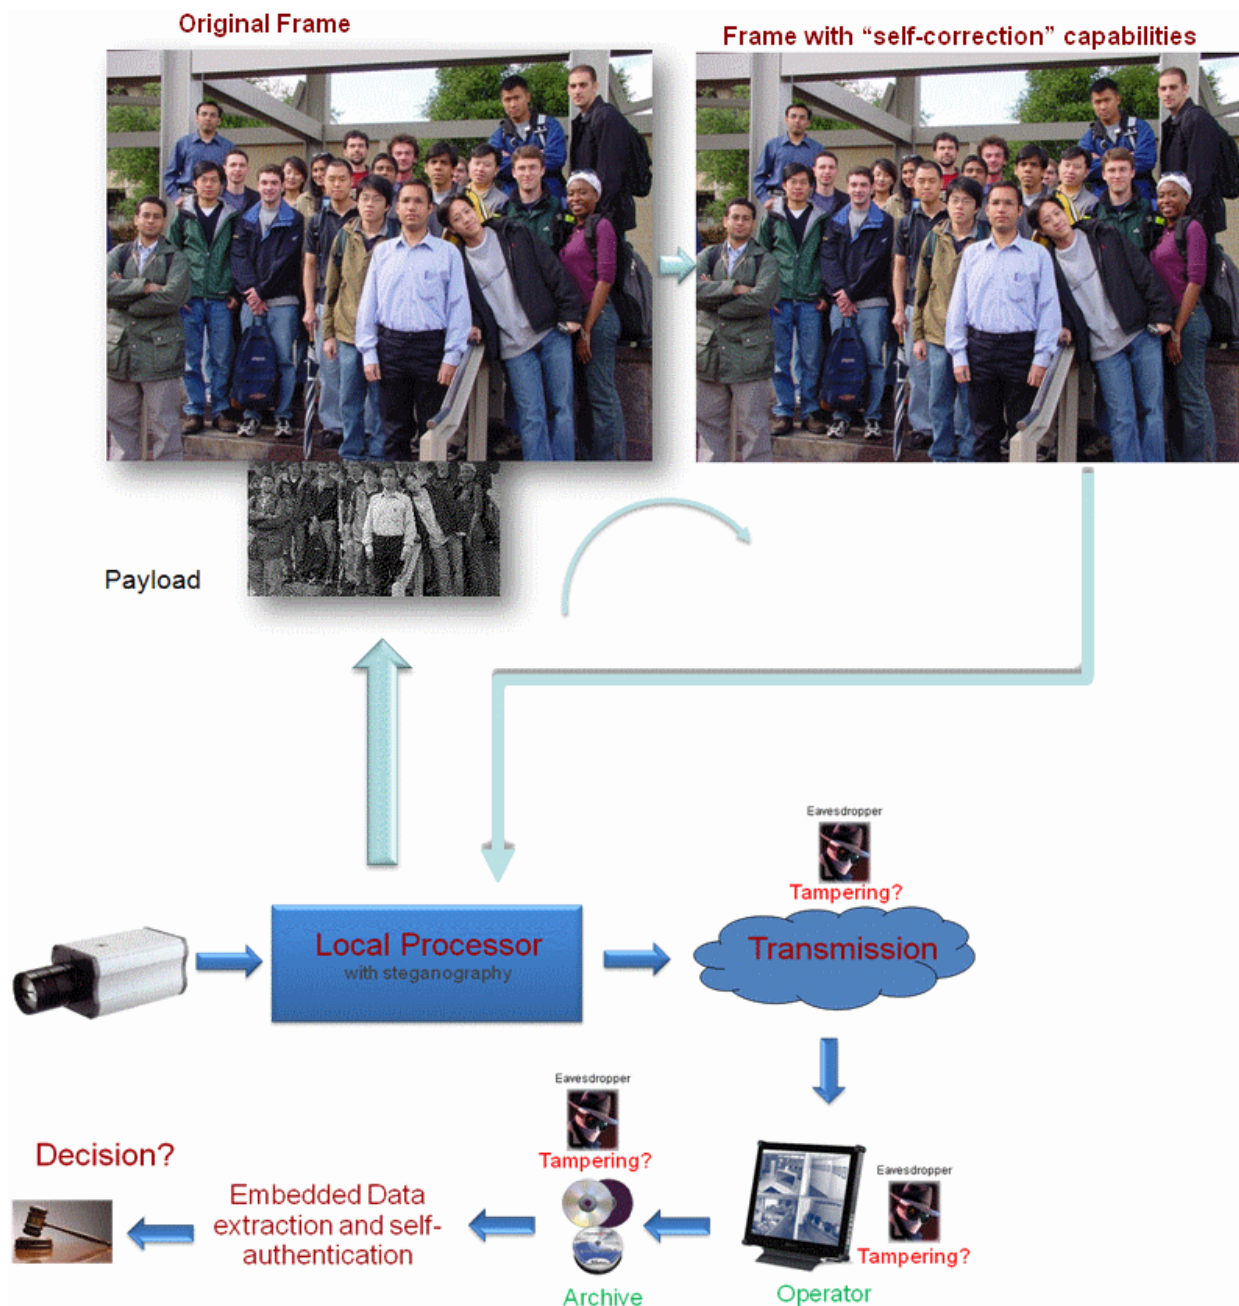 Original Frame
Frame with “self-correction” capabilities
Payload
Eavesdropper
Tampering?
Local Processor
with steganography
Transmission
Eavesdropper
Tampering?
Decision?
Embedded Data
extraction and self-
authentication
Eavesdropper
Tampering?
Archive
Operator